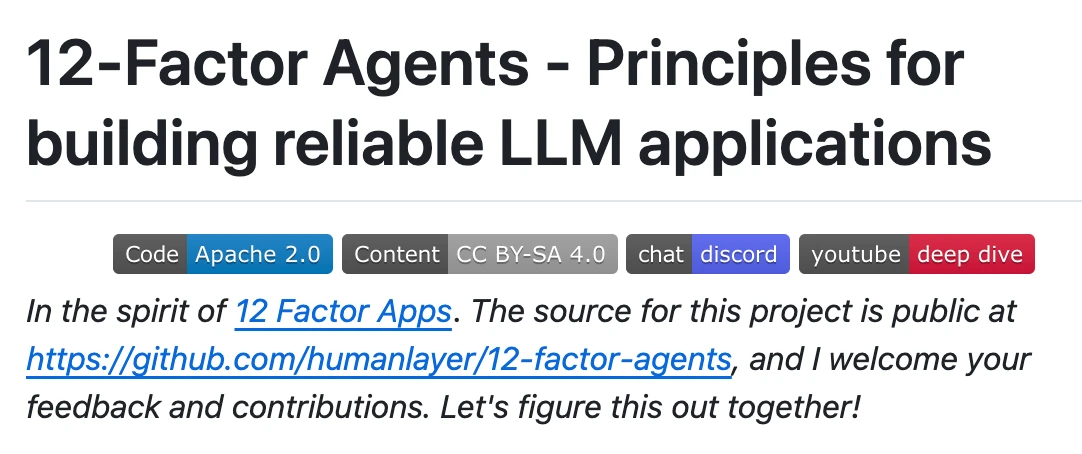 12-Factor Agents - Principles for
building reliable LLM applications
Code Apache 2.0 Content CC BY-SA 4.0 chat discord youtube deep dive
In the spirit of 12 Factor Apps. The source for this project is public at
https://github.com/humanlayer/12-factor-agents, and I welcome your
feedback and contributions. Let's figure this out together!